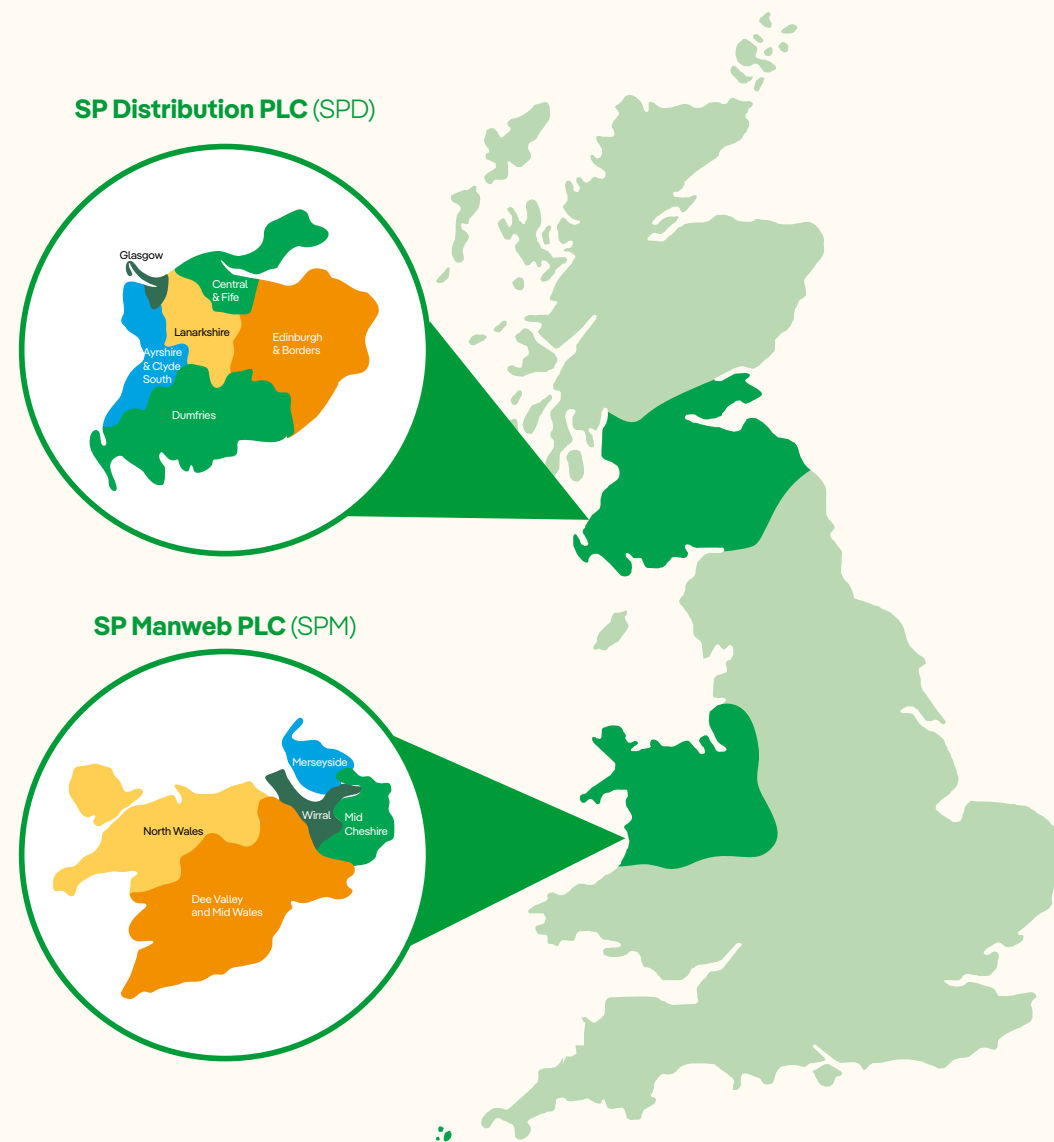 SP Distribution PLC (SPD)
Glasgow
Central
& Fife
Lanarkshire
Edinburgh
& Borders
Ayrshire
& Clyde
South
Dumfries
SP Manweb PLC (SPM)
Merseyside
Wirral
Mid
Cheshire
North Wales
Dee Valley
and Mid Wales